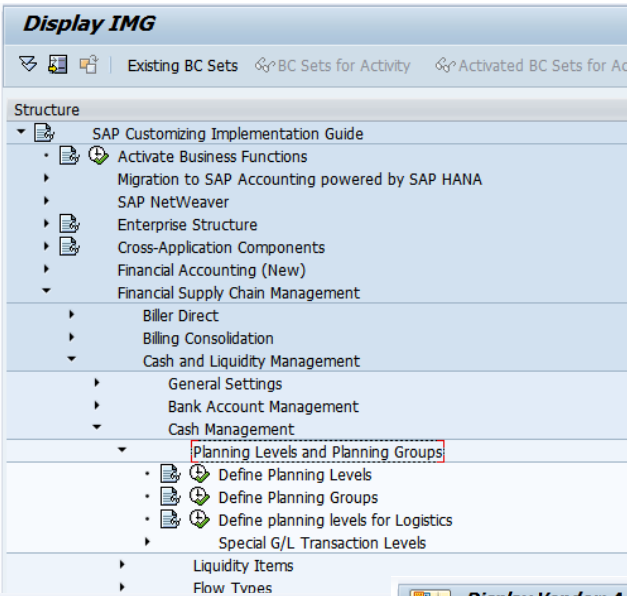 Display IMG
Existing BC Sets BC Sets for Activity Activated BC Sets for Ac
Structure
SAP Customizing Implementation Guide
Activate Business Functions
Migration to SAP Accounting powered by SAP HANA
SAP NetWeaver
Enterprise Structure
Cross-Application Components
Financial Accounting (New)
Financial Supply Chain Management
Biller Direct
Billing Consolidation
Cash and Liquidity Management
General Settings
Bank Account Management
Cash Management
Planning Levels and Planning Groups
Define Planning Levels
Define Planning Groups
Define planning levels for Logistics
Special G/L Transaction Levels
Liquidity Items
Flow Types
Display Vendor: A